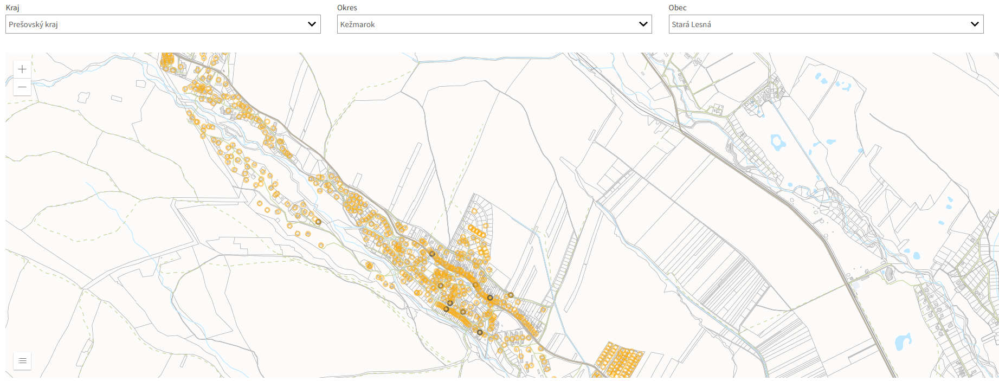 Kraj
Okres
Obec
Prešovský kraj
Kežmarok
Stará Lesná